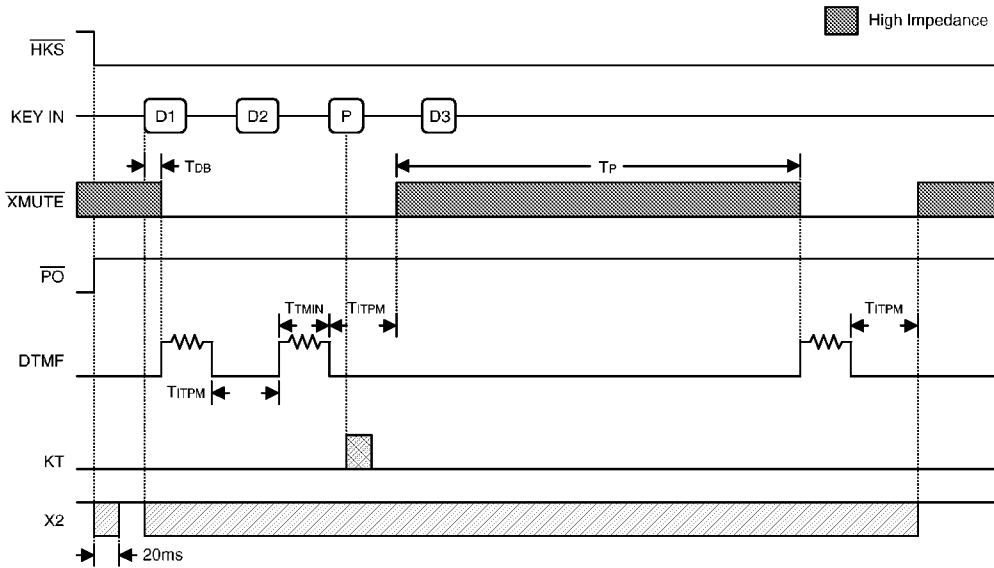 High Impedance
HKS
KEY IN
D1
D2
P
D3
TDB
TP
XMUTE
PO
TTMIN
TITPM
TITPM
DTMF
TITPM
KT
X2
20ms